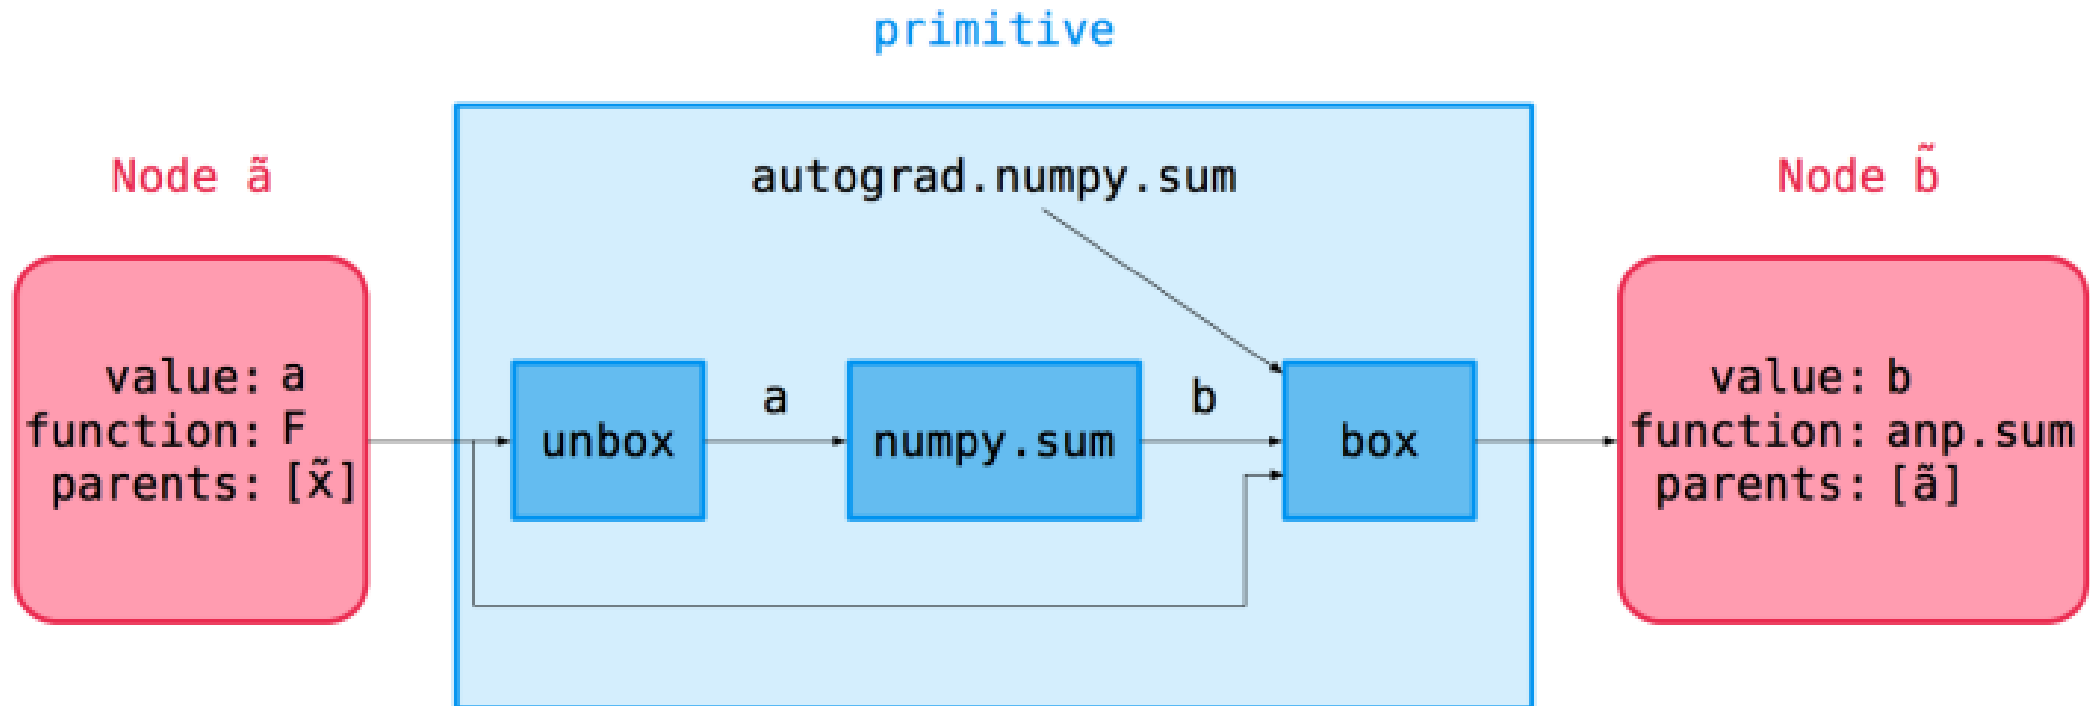 primitive
Node ã
autograd.numpy.sum
Node b̃
value: a
function: F
parents: [x̃]
unbox
a
numpy.sum
b
box
value: b
function: anp.sum
parents: [ã]